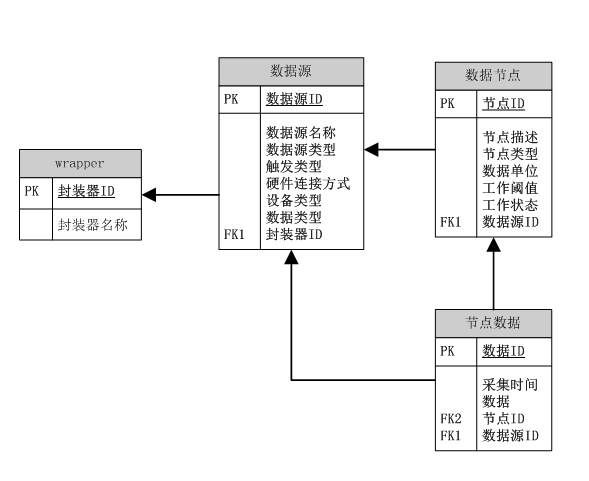 数据源
PK 数据源ID
数据源名称
数据源类型
触发类型
硬件连接方式
设备类型
数据类型
FK1 封装器ID
数据节点
PK 节点ID
节点描述
节点类型
数据单位
工作阈值
工作状态
FK1 数据源ID
wrapper
PK 封装器ID
封装器名称
节点数据
PK 数据ID
采集时间
数据
FK2 节点ID
FK1 数据源ID